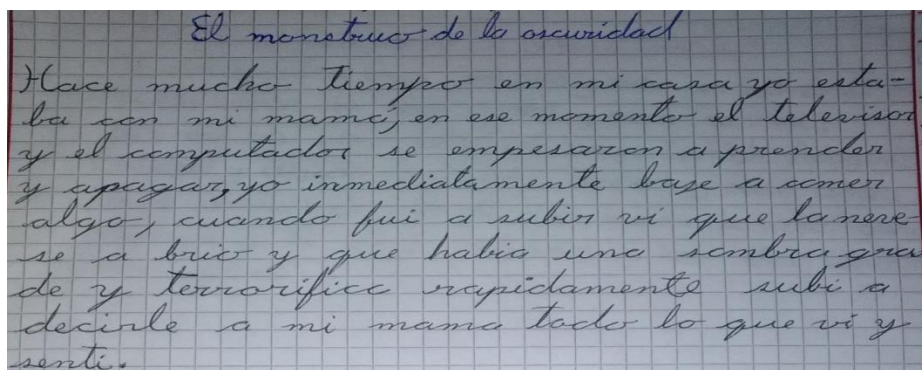 El monstruo de la oscuridad
Hace mucho tiempo en mi casa yo esta-
ba con mi mamá, en ese momento el televisor
y el computador se empesaron a prender
y apagar, yo inmediatamente baje a comer
algo, cuando fui a subir vi que la neve
se a brio y que habia una sombra gra
de y terrorifica rapidamente subi a
decirle a mi mama todo lo que vi y
senti.